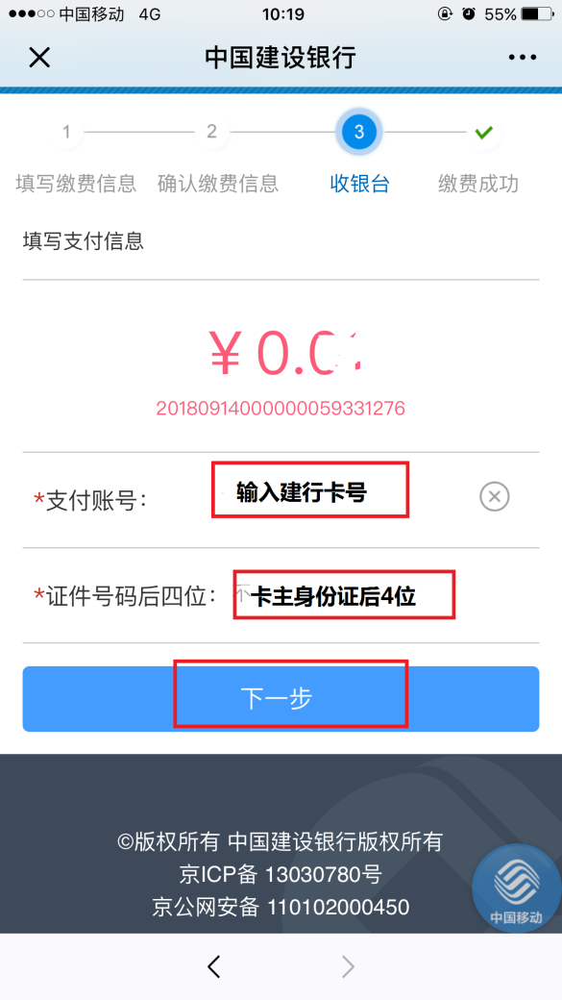 中国移动 4G 10:19 55%
中国建设银行
1 2 3
填写缴费信息 确认缴费信息 收银台 缴费成功
填写支付信息
¥0.0
20180914000000059331276
*支付账号： 输入建行卡号
*证件号码后四位： 不卡主身份证后4位
下一步
©版权所有 中国建设银行版权所有
京ICP备 13030780号
京公网安备 110102000450
中国移动